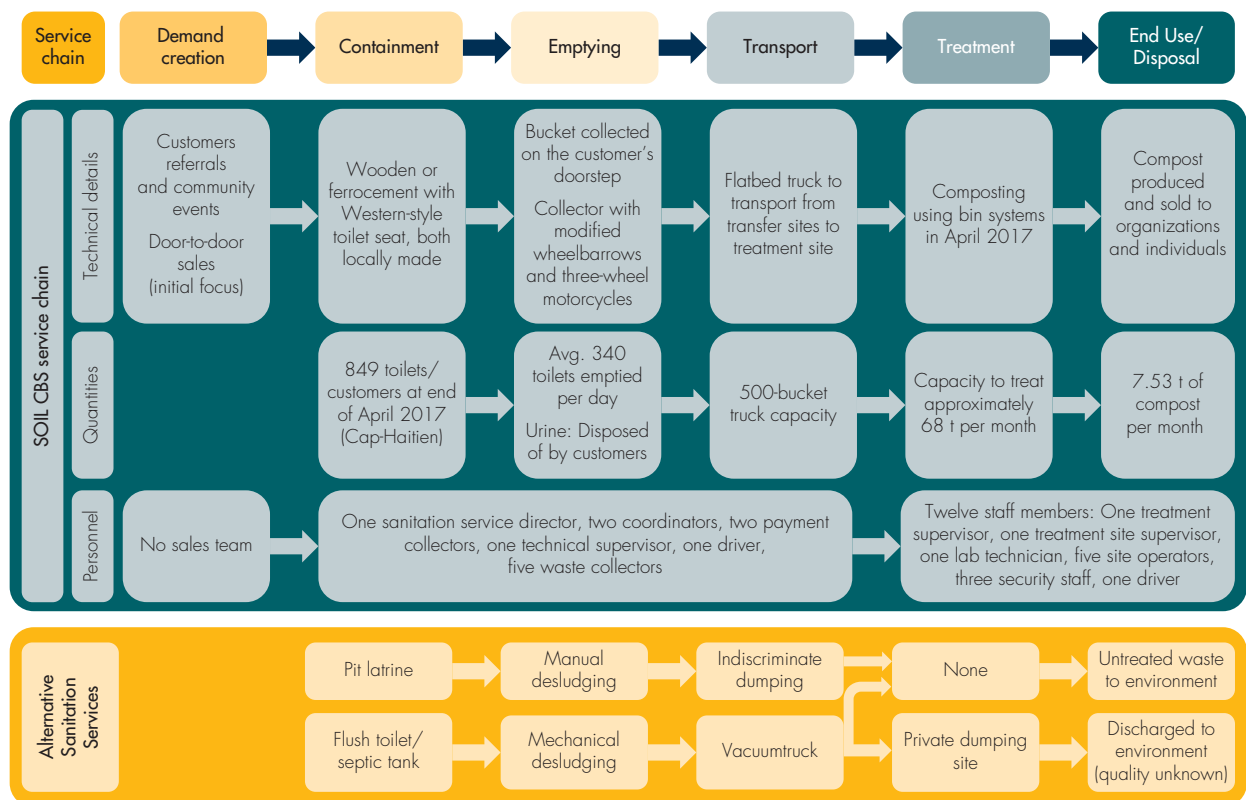 Service
chain
Demand
creation
Containment
Emptying
Transport
Treatment
End Use/
Disposal
SOIL CBS service chain
Technical details
Customers
referrals
and community
events
Door-to-door
sales
(initial focus)
Wooden or
ferrocement with
Western-style
toilet seat, both
locally made
Bucket collected
on the customer’s
doorstep
Collector with
modified
wheelbarrows
and three-wheel
motorcycles
Flatbed truck to
transport from
transfer sites to
treatment site
Composting
using bin systems
in April 2017
Compost
produced
and sold to
organizations
and individuals
Quantities
849 toilets/
customers at end
of April 2017
(Cap-Haitien)
Avg. 340
toilets emptied
per day
Urine: Disposed
of by customers
500-bucket
truck capacity
Capacity to treat
approximately
68 t per month
7.53 t of
compost
per month
Personnel
No sales team
One sanitation service director, two coordinators, two payment
collectors, one technical supervisor, one driver,
five waste collectors
Twelve staff members: One treatment
supervisor, one treatment site supervisor,
one lab technician, five site operators,
three security staff, one driver
Alternative
Sanitation
Services
Pit latrine
Manual
desludging
Indiscriminate
dumping
None
Untreated waste
to environment
Flush toilet/
septic tank
Mechanical
desludging
Vacuumtruck
Private dumping
site
Discharged to
environment
(quality unknown)